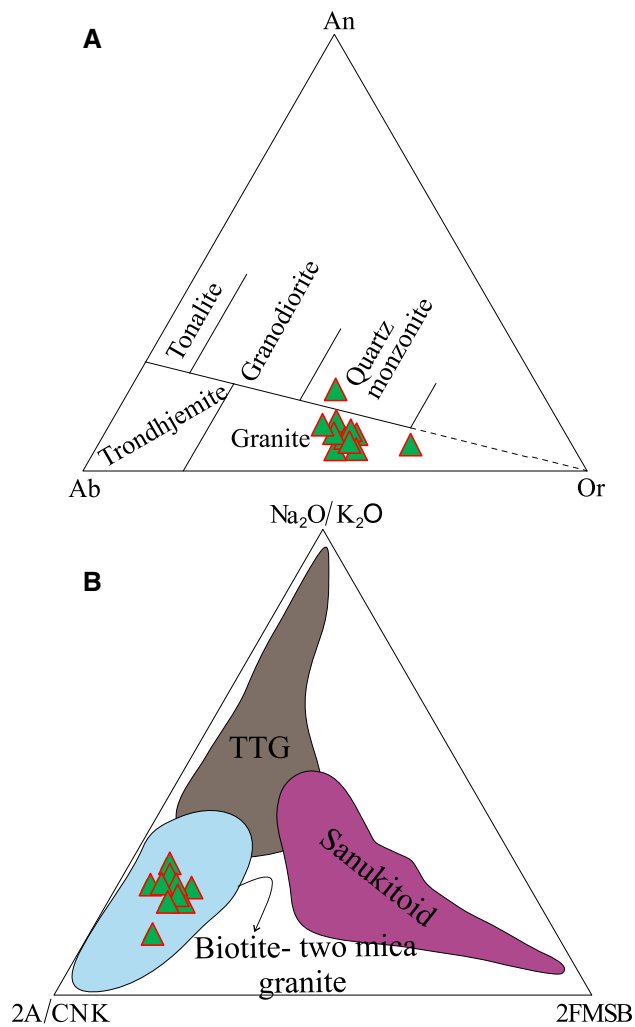 A
An
Tonalite
Granodiorite
Quartz
monzonite
Trondhjemite
Granite
Ab
Or
Na₂O/K₂O
B
TTG
Sanukitoid
Biotite- two mica
granite
2A/CNK
2FMSB